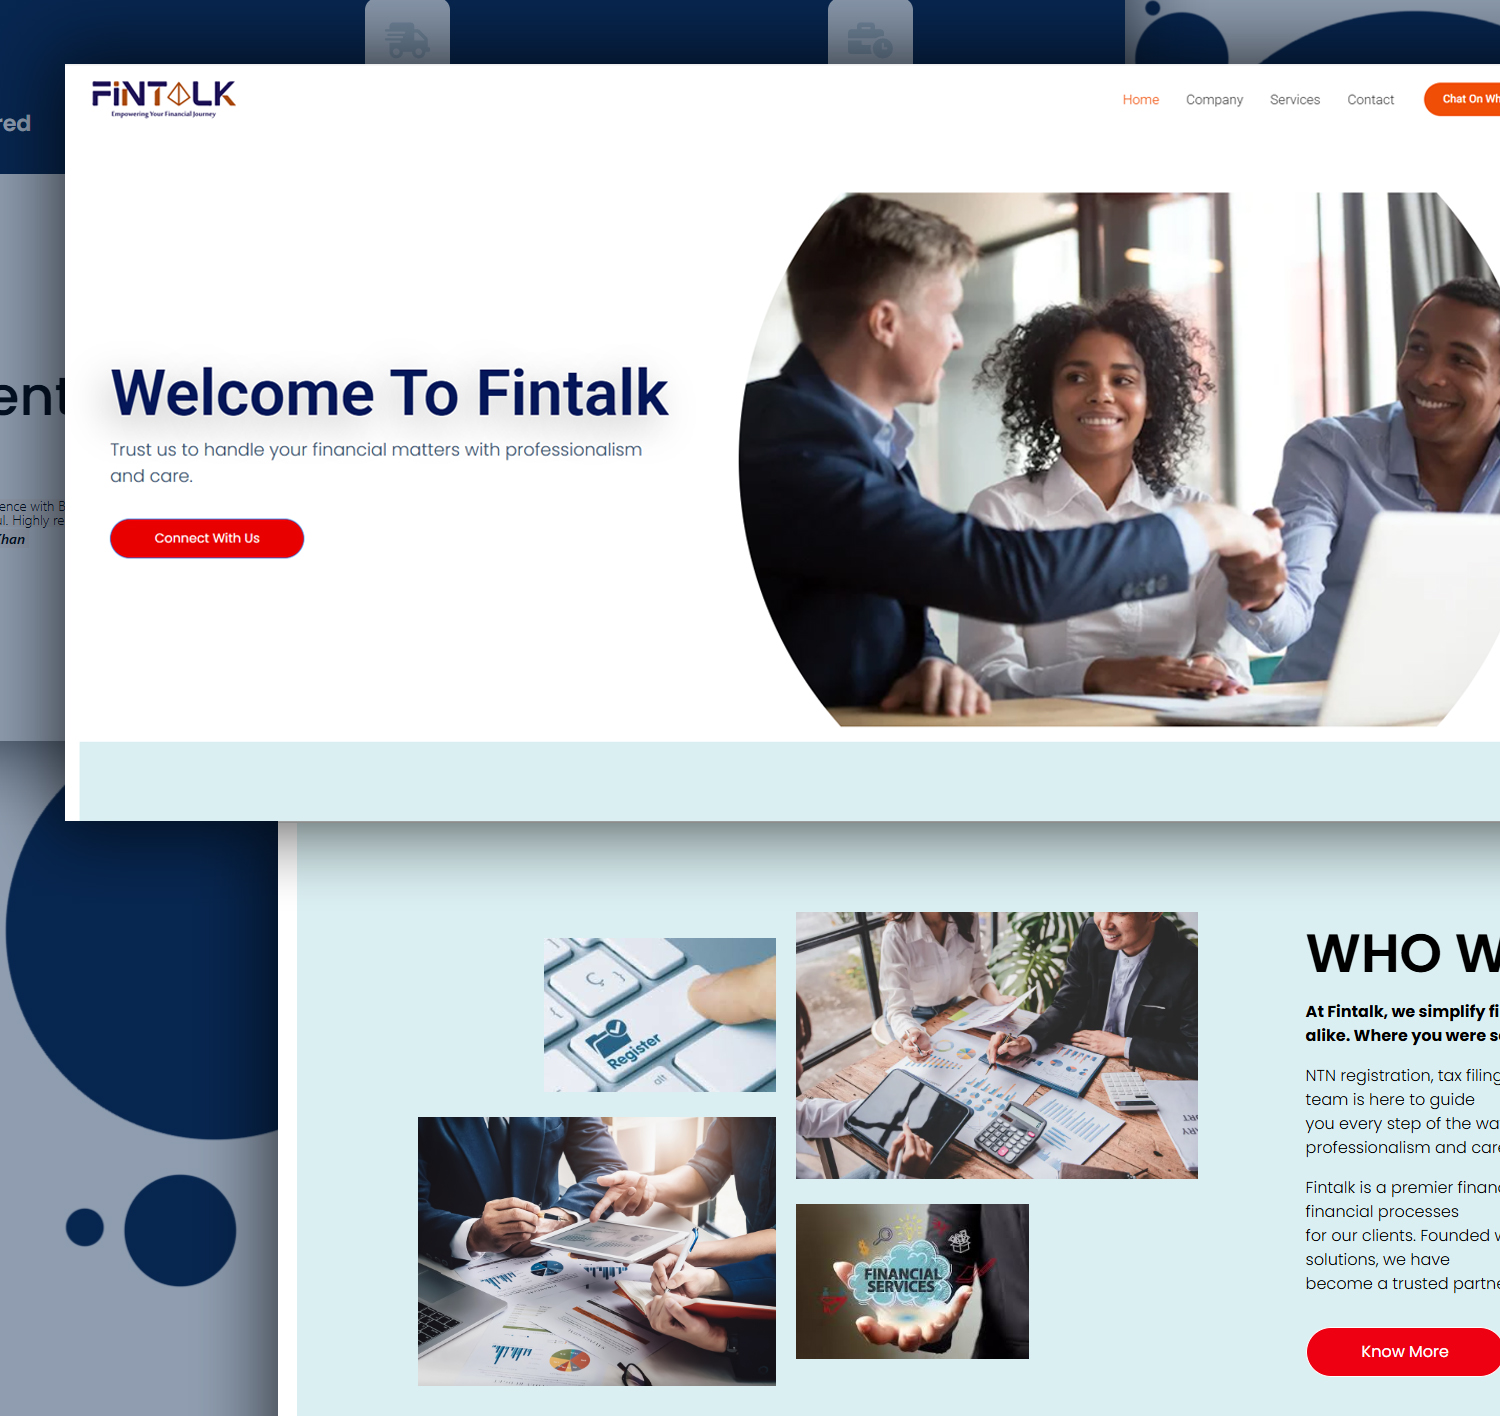 red
FiNTALK
Empowering Your Financial Journey
Home
Company
Services
Contact
Chat On Wh
Welcome To Fintalk
Trust us to handle your financial matters with professionalism
and care.
Connect With Us
ent
ence with B
l. Highly re
han
Register
alt
FINANCIAL
SERVICES
WHO W
At Fintalk, we simplify fi
alike. Where you were s
NTN registration, tax filing
team is here to guide
you every step of the wa
professionalism and car
Fintalk is a premier finan
financial processes
for our clients. Founded w
solutions, we have
become a trusted partne
Know More